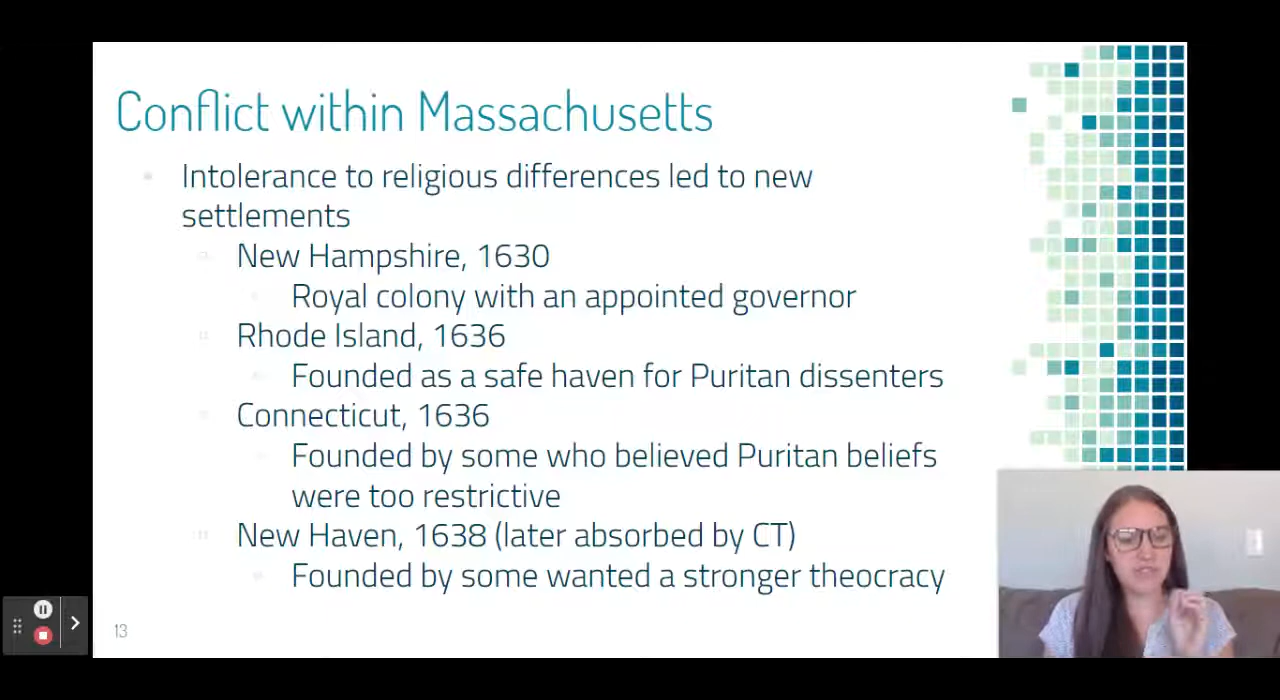 Conflict within Massachusetts
Intolerance to religious differences led to new
settlements
New Hampshire, 1630
Royal colony with an appointed governor
Rhode Island, 1636
Founded as a safe haven for Puritan dissenters
Connecticut, 1636
Founded by some who believed Puritan beliefs
were too restrictive
New Haven, 1638 (later absorbed by CT)
Founded by some wanted a stronger theocracy
13